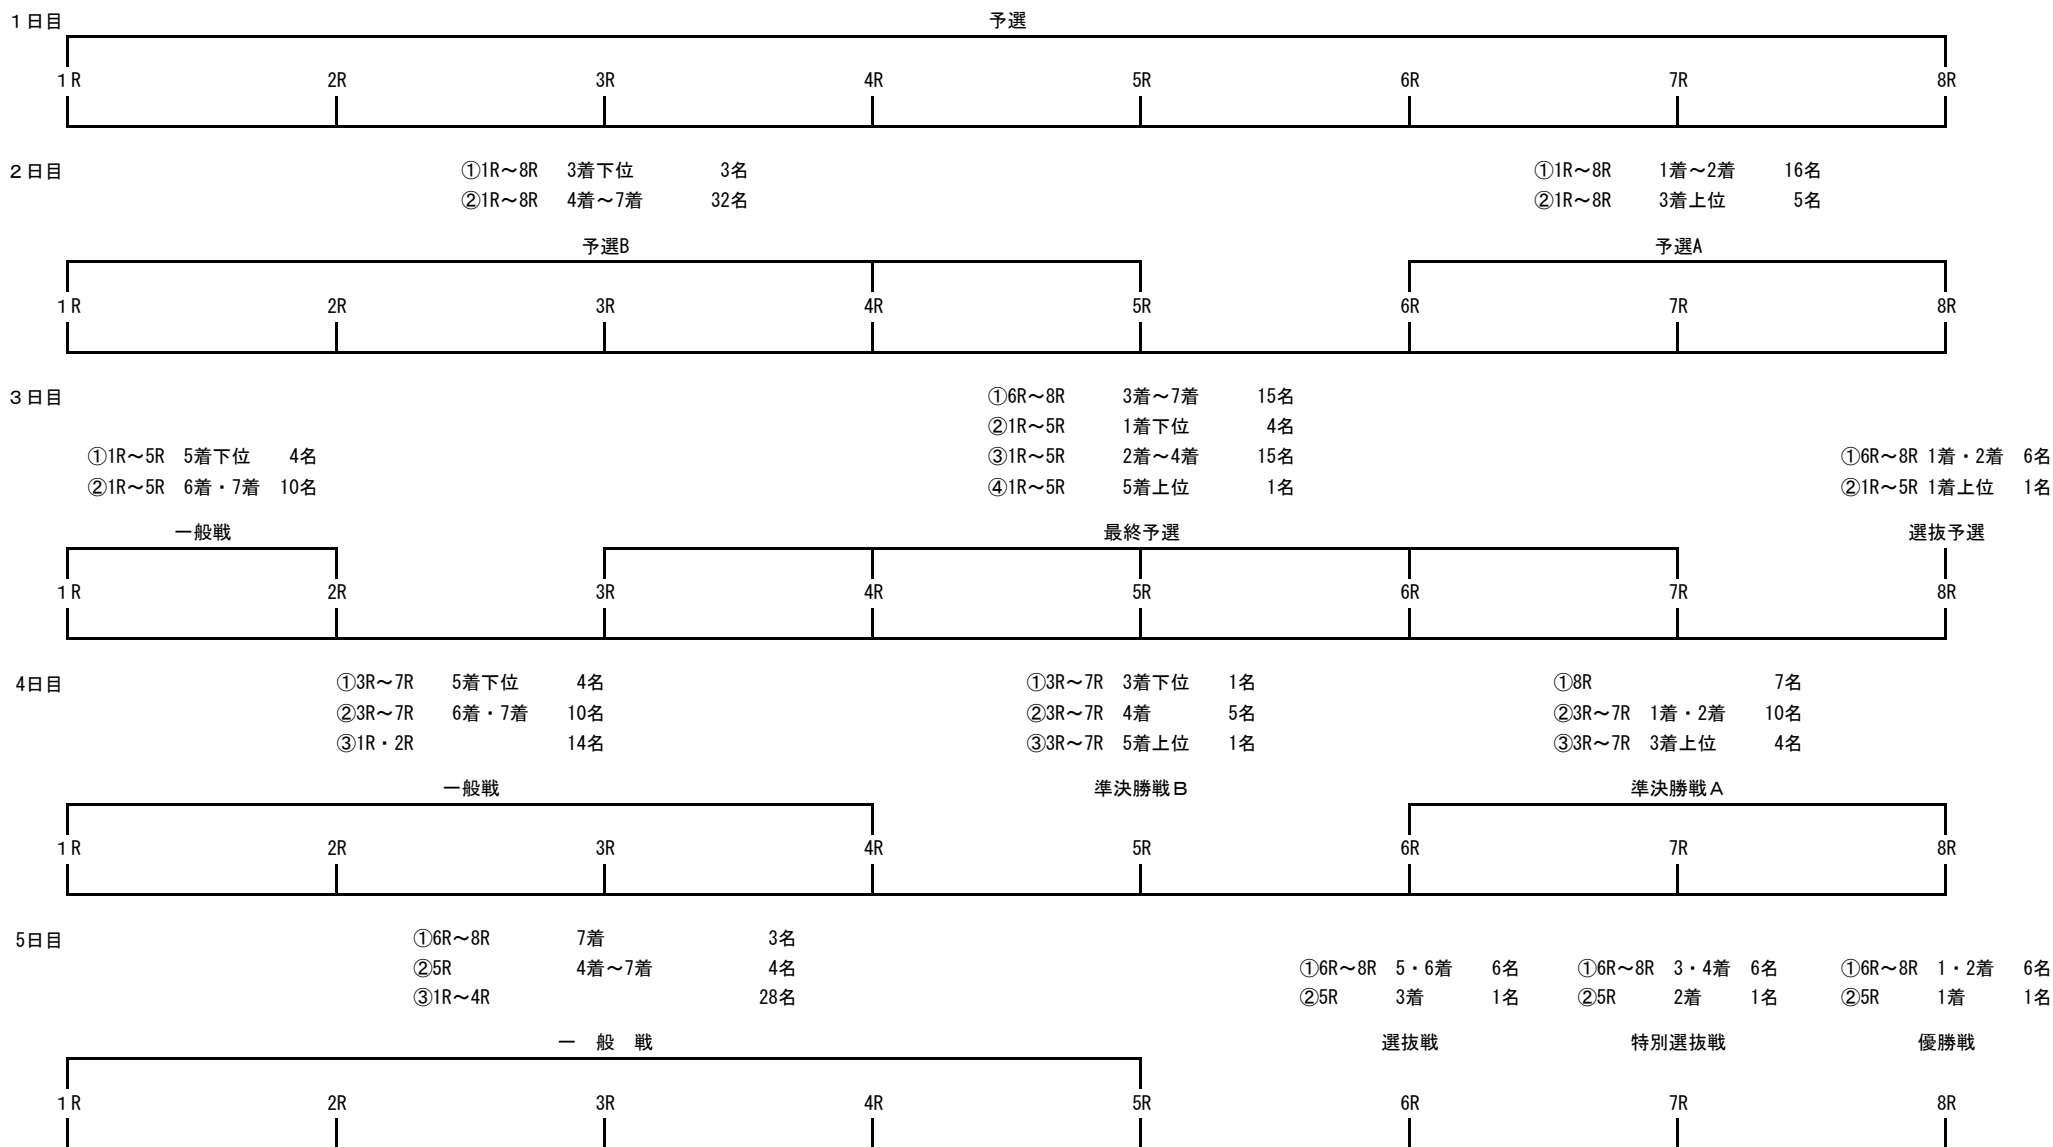 １日目
予選
１R 2R 3R 4R 5R 6R 7R 8R
２日目
①1R～8R 3着下位 3名
②1R～8R 4着～7着 32名
①1R～8R 1着～2着 16名
②1R～8R 3着上位 5名
予選B 予選A
１R 2R 3R 4R 5R 6R 7R 8R
３日目
①1R～5R 5着下位 4名
②1R～5R 6着・7着 10名
①6R～8R 3着～7着 15名
②1R～5R 1着下位 4名
③1R～5R 2着～4着 15名
④1R～5R 5着上位 1名
①6R～8R 1着・2着 6名
②1R～5R 1着上位 1名
一般戦 最終予選 選抜予選
１R 2R 3R 4R 5R 6R 7R 8R
4日目
①3R～7R 5着下位 4名
②3R～7R 6着・7着 10名
③1R・2R 14名
①3R～7R 3着下位 1名
②3R～7R 4着 5名
③3R～7R 5着上位 1名
①8R 7名
②3R～7R 1着・2着 10名
③3R～7R 3着上位 4名
一般戦 準決勝戦Ｂ 準決勝戦Ａ
１R 2R 3R 4R 5R 6R 7R 8R
5日目
①6R～8R 7着 3名
②5R 4着～7着 4名
③1R～4R 28名
①6R～8R 5・6着 6名
②5R 3着 1名
①6R～8R 3・4着 6名
②5R 2着 1名
①6R～8R 1・2着 6名
②5R 1着 1名
一　般　戦 選抜戦 特別選抜戦 優勝戦
１R 2R 3R 4R 5R 6R 7R 8R